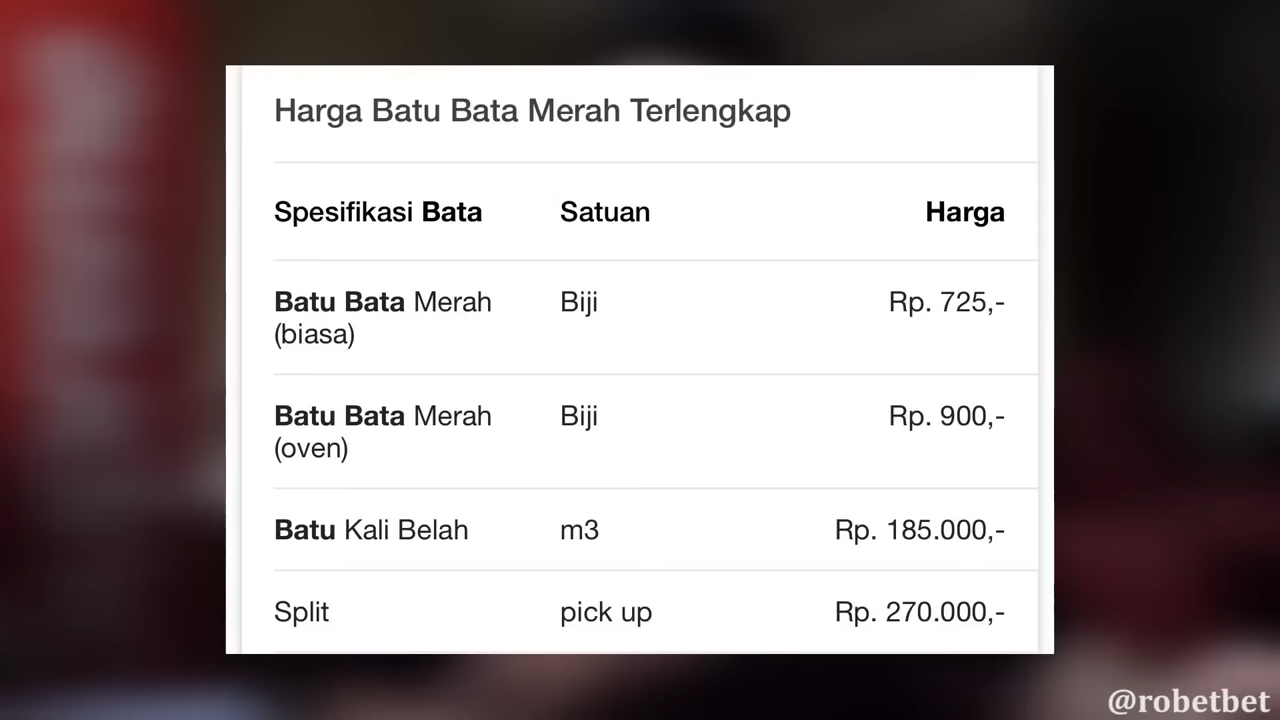 Harga Batu Bata Merah Terlengkap
Spesifikasi Bata Satuan Harga
Batu Bata Merah Biji Rp. 725,-
(biasa)
Batu Bata Merah Biji Rp. 900,-
(oven)
Batu Kali Belah m3 Rp. 185.000,-
Split pick up Rp. 270.000,-
@robetbet